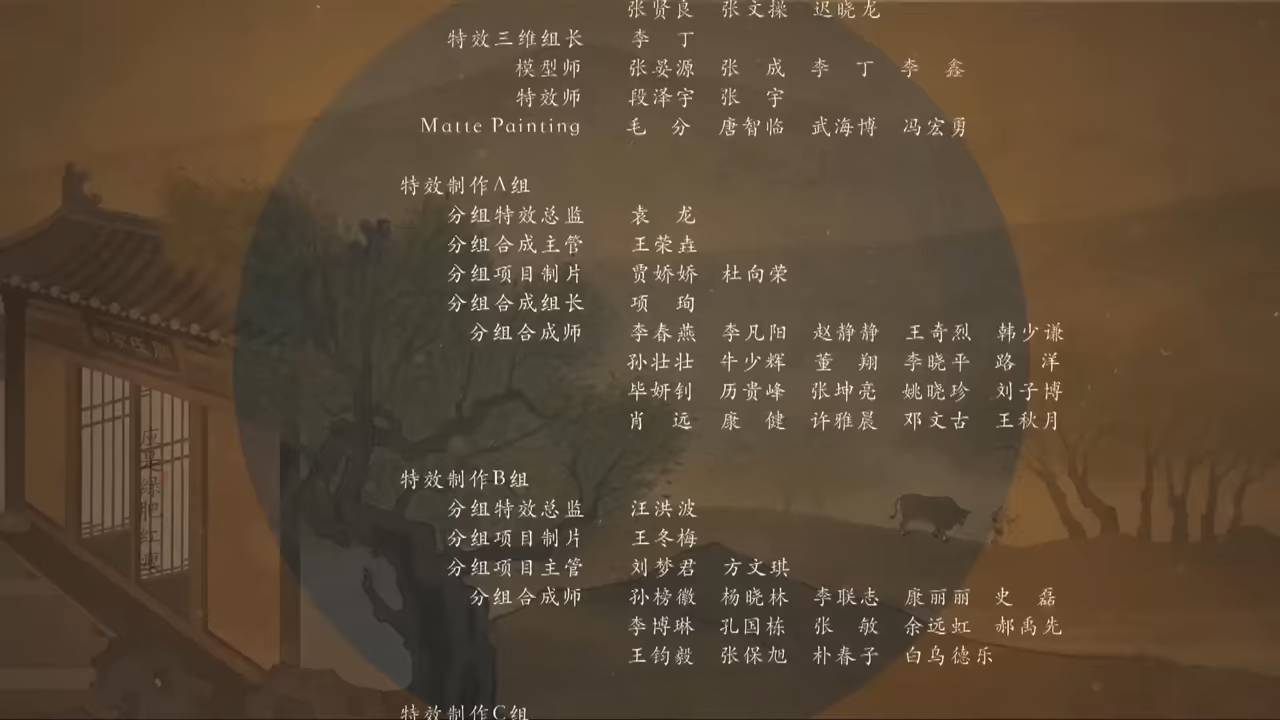 张贤良 张文操 迟晓龙
特效三维组长 李丁
模型师 张晏源 张成 李丁 李鑫
特效师 段泽宇 张宇
Matte Painting 毛分 唐智临 武海博 冯宏勇
特效制作A组
分组特效总监 袁龙
分组合成主管 王荣垚
分组项目制片 贾娇娇 杜向荣
分组合成组长 项珣
分组合成师 李春燕 李凡阳 赵静静 王奇烈 韩少谦
孙壮壮 牛少辉 董翔 李晓平 路洋
毕妍钊 历贵峰 张坤亮 姚晓珍 刘子博
肖远 康健 许雅晨 邓文古 王秋月
特效制作B组
分组特效总监 汪洪波
分组项目制片 王冬梅
分组项目主管 刘梦君 方文琪
分组合成师 孙榜徽 杨晓林 李联志 康丽丽 史磊
李博琳 孔国栋 张敏 余远虹 郝禹先
王钧毅 张保旭 朴春子 白乌德乐
特效制作C组
应是绿肥红瘦